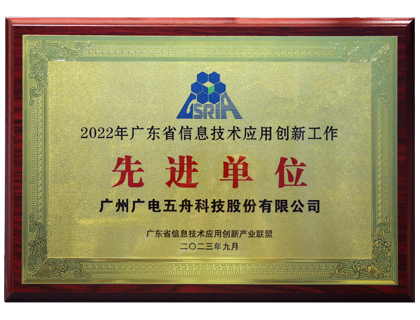 GSRIA
2022年广东省信息技术应用创新工作
先进单位
广州广电五舟科技股份有限公司
广东省信息技术应用创新产业联盟
二〇二三年九月